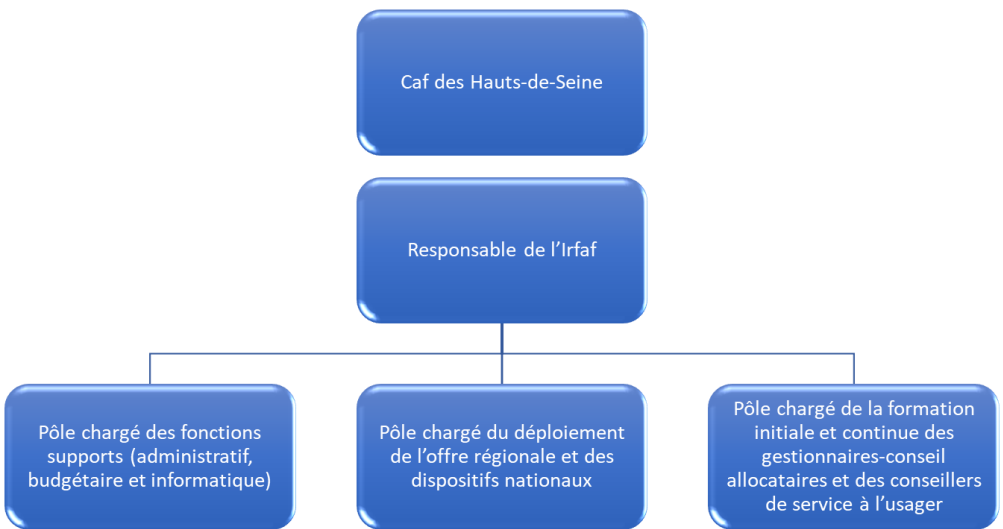 Caf des Hauts-de-Seine
Responsable de l’Irfaf
Pôle chargé des fonctions
supports (administratif,
budgétaire et informatique)
Pôle chargé du déploiement
de l’offre régionale et des
dispositifs nationaux
Pôle chargé de la formation
initiale et continue des
gestionnaires-conseil
allocataires et des conseillers
de service à l’usager